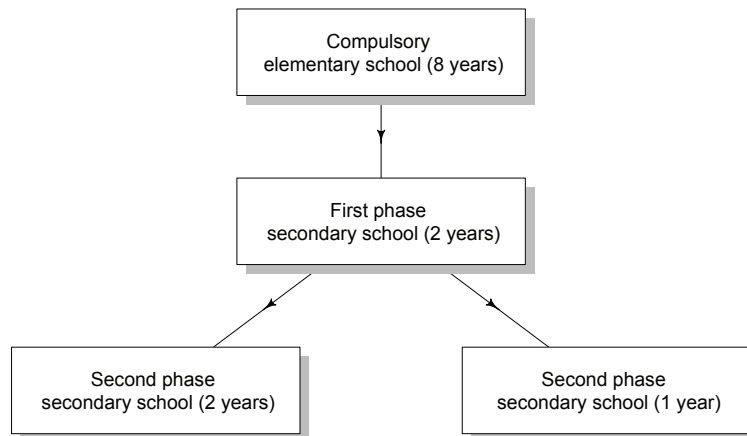 Compulsory
elementary school (8 years)
First phase
secondary school (2 years)
Second phase
secondary school (2 years)
Second phase
secondary school (1 year)